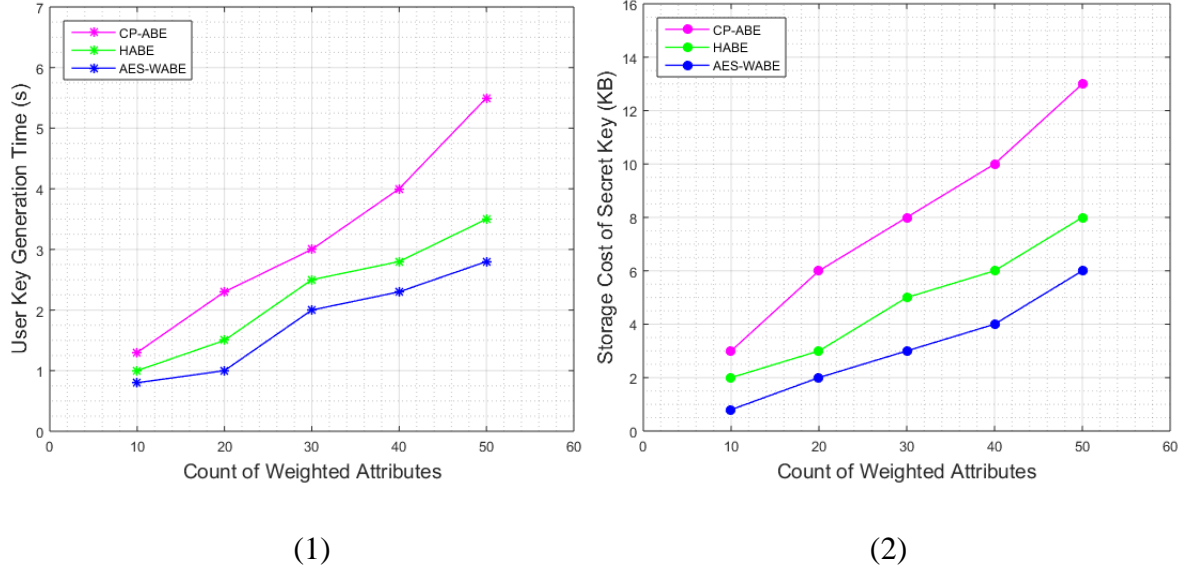 7
6
5
4
3
2
1
0
User Key Generation Time (s)
CP-ABE
HABE
AES-WABE
0 10 20 30 40 50 60
Count of Weighted Attributes
(1)
16
14
12
10
8
6
4
2
0
Storage Cost of Secret Key (KB)
CP-ABE
HABE
AES-WABE
0 10 20 30 40 50 60
Count of Weighted Attributes
(2)